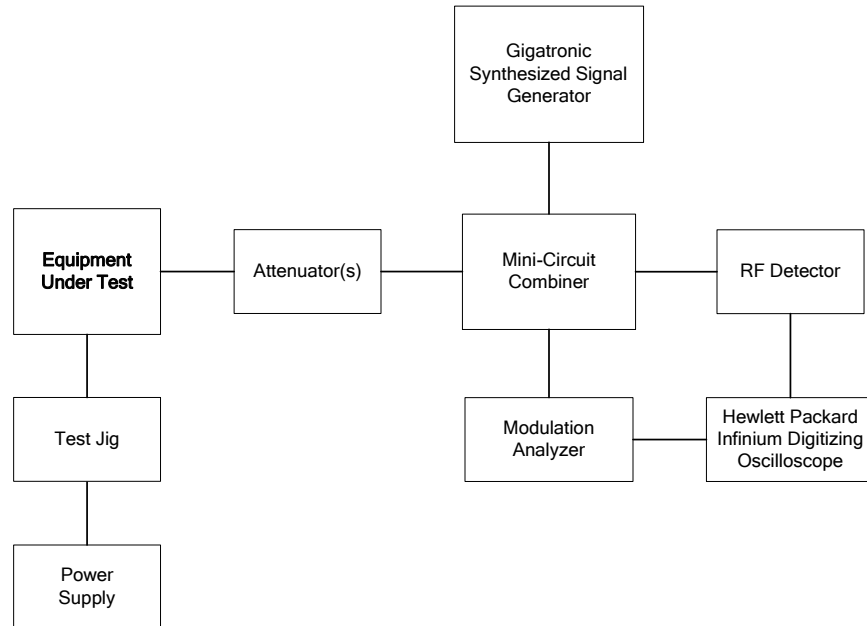 Gigatronic
Synthesized Signal
Generator
Equipment
Under Test
Attenuator(s)
Mini-Circuit
Combiner
RF Detector
Test Jig
Modulation
Analyzer
Hewlett Packard
Infinium Digitizing
Oscilloscope
Power
Supply